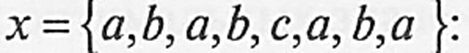 x = {a,b, a,b, c,a, b,a }: